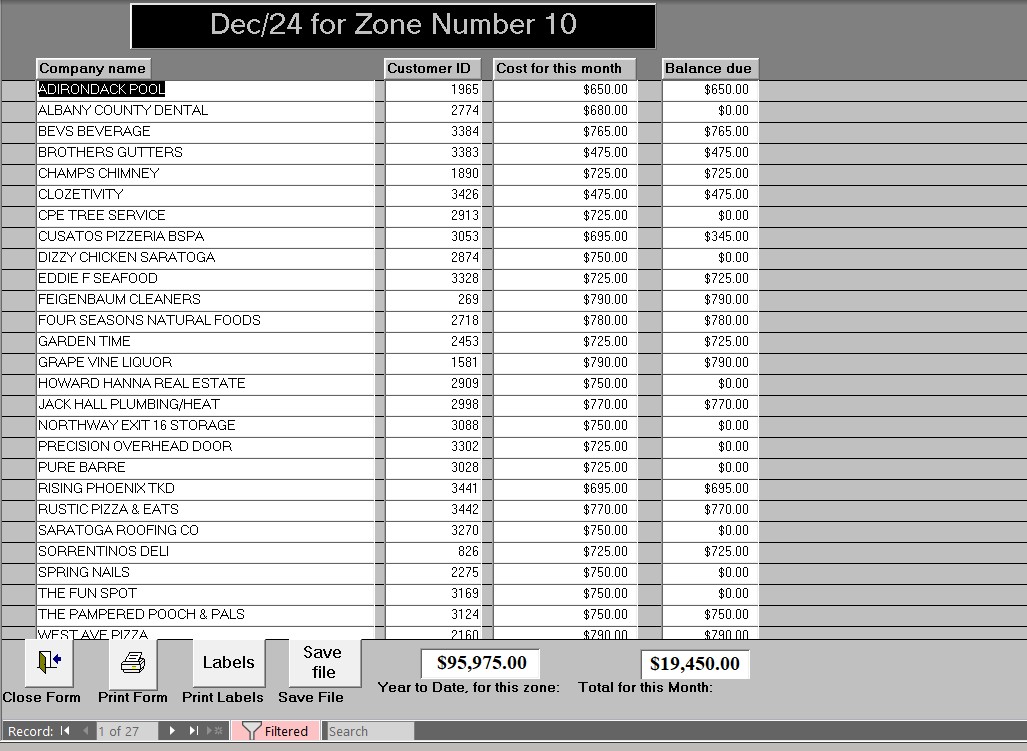 Dec/24 for Zone Number 10
Company name Customer ID Cost for this month Balance due
ADIRONDACK POOL 1965 $650.00 $650.00
ALBANY COUNTY DENTAL 2774 $680.00 $0.00
BEVS BEVERAGE 3384 $765.00 $765.00
BROTHERS GUTTERS 3383 $475.00 $475.00
CHAMPS CHIMNEY 1890 $725.00 $725.00
CLOZETIVITY 3426 $475.00 $475.00
CPE TREE SERVICE 2913 $725.00 $0.00
CUSATOS PIZZERIA BSPA 3053 $695.00 $345.00
DIZZY CHICKEN SARATOGA 2874 $750.00 $0.00
EDDIE F SEAFOOD 3328 $725.00 $725.00
FEIGENBAUM CLEANERS 269 $790.00 $790.00
FOUR SEASONS NATURAL FOODS 2718 $780.00 $780.00
GARDEN TIME 2453 $725.00 $725.00
GRAPE VINE LIQUOR 1581 $790.00 $790.00
HOWARD HANNA REAL ESTATE 2909 $750.00 $0.00
JACK HALL PLUMBING/HEAT 2998 $770.00 $770.00
NORTHWAY EXIT 16 STORAGE 3088 $750.00 $0.00
PRECISION OVERHEAD DOOR 3302 $725.00 $0.00
PURE BARRE 3028 $725.00 $0.00
RISING PHOENIX TKD 3441 $695.00 $695.00
RUSTIC PIZZA & EATS 3442 $770.00 $770.00
SARATOGA ROOFING CO 3270 $750.00 $0.00
SORRENTINOS DELI 826 $725.00 $725.00
SPRING NAILS 2275 $750.00 $0.00
THE FUN SPOT 3169 $750.00 $0.00
THE PAMPERED POOCH & PALS 3124 $750.00 $750.00
WEST AVE PIZZA 2160 $790.00 $790.00
Labels Save file $95,975.00 $19,450.00
Close Form Print Form Print Labels Save File Year to Date, for this zone: Total for this Month:
Record: 1 of 27 Filtered Search